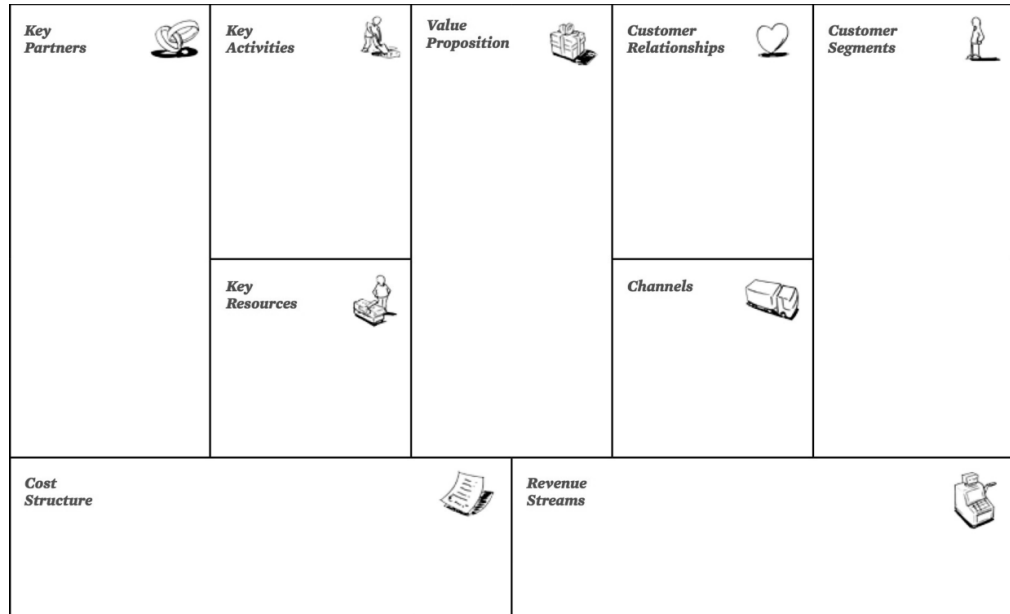 Key
Partners
Key
Activities
Value
Proposition
Customer
Relationships
Customer
Segments
Key
Resources
Channels
Cost
Structure
Revenue
Streams